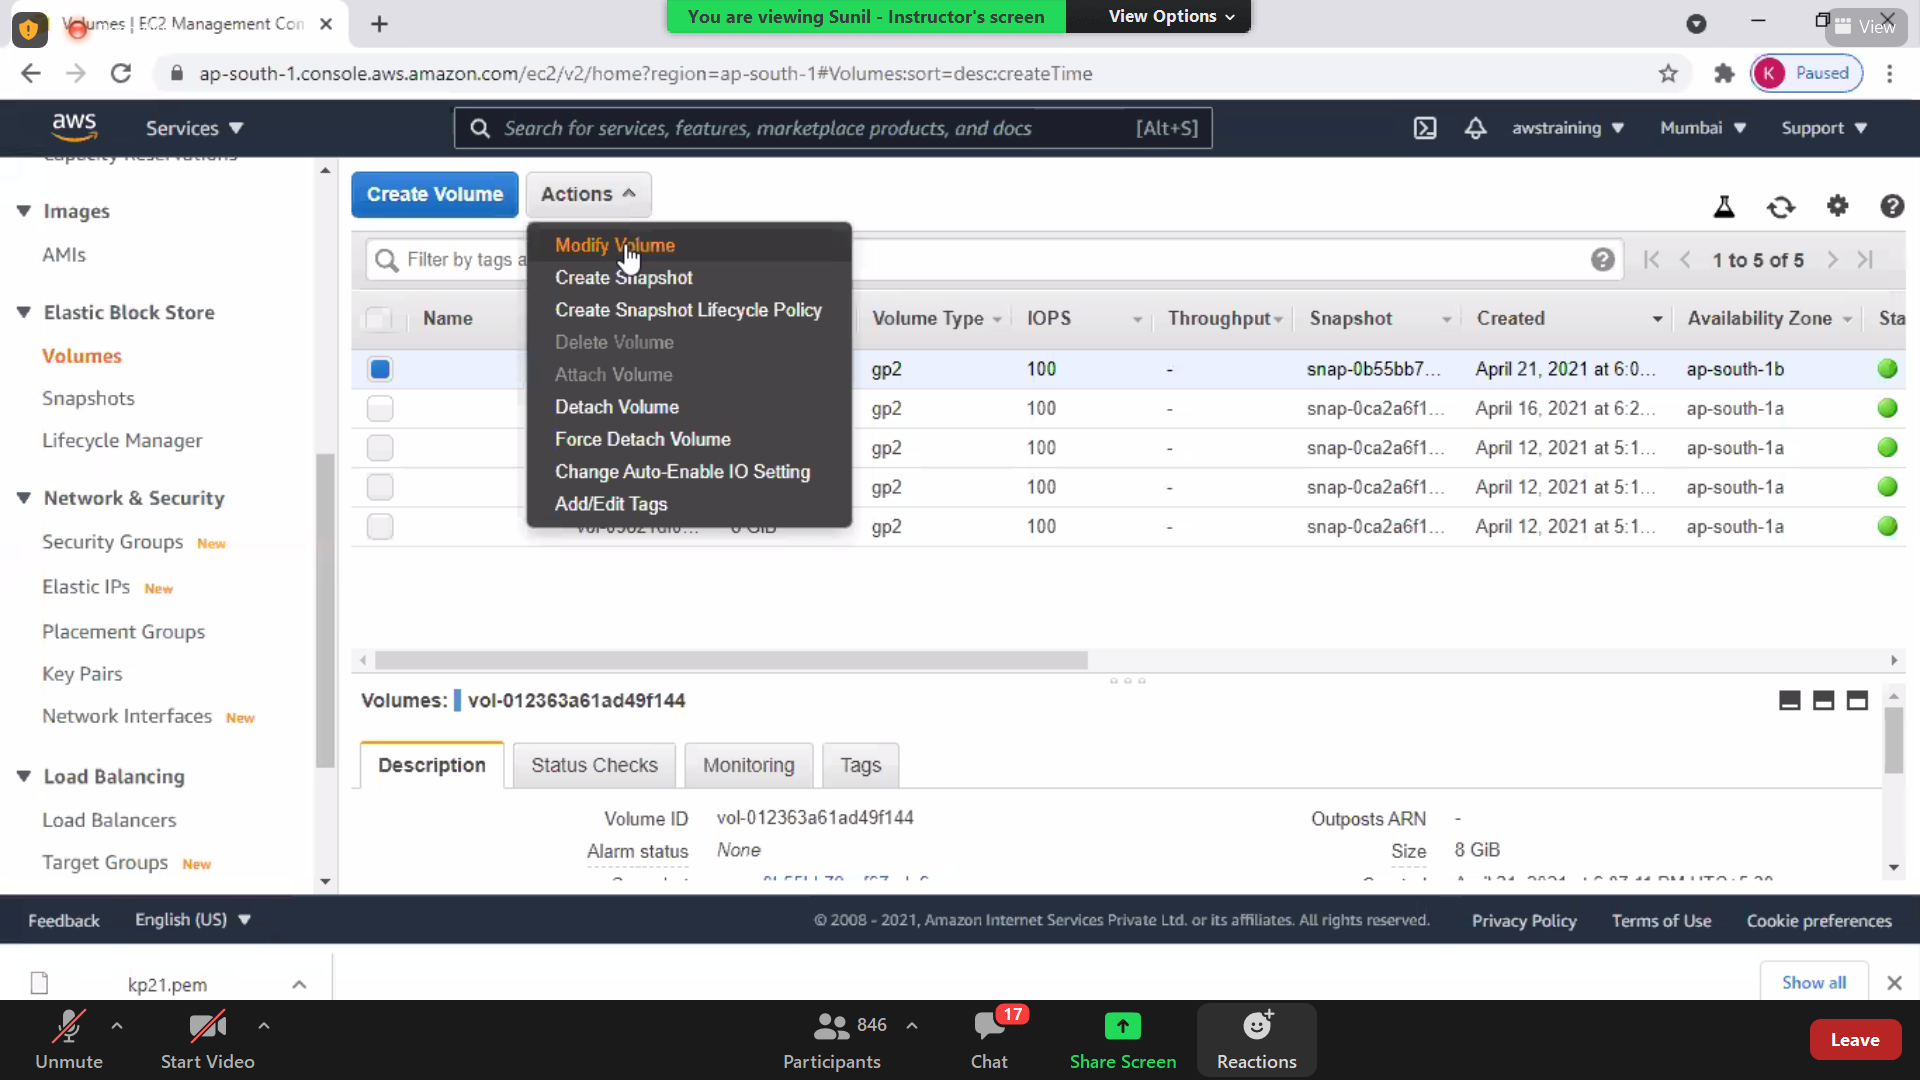 Volumes | EC2 Management Con
You are viewing Sunil - Instructor's screen
View Options
View
ap-south-1.console.aws.amazon.com/ec2/v2/home?region=ap-south-1#Volumes:sort=desc:createTime
K Paused
aws Services
Search for services, features, marketplace products, and docs [Alt+S]
awstraining Mumbai Support
Capacity Reservations
Images
AMIs
Elastic Block Store
Volumes
Snapshots
Lifecycle Manager
Network & Security
Security Groups New
Elastic IPs New
Placement Groups
Key Pairs
Network Interfaces New
Load Balancing
Load Balancers
Target Groups New
Create Volume Actions
Modify Volume
Create Snapshot
Create Snapshot Lifecycle Policy
Delete Volume
Attach Volume
Detach Volume
Force Detach Volume
Change Auto-Enable IO Setting
Add/Edit Tags
Filter by tags a
1 to 5 of 5
Name Volume Type IOPS Throughput Snapshot Created Availability Zone Sta
gp2 100 - snap-0b55bb7... April 21, 2021 at 6:0... ap-south-1b
gp2 100 - snap-0ca2a6f1... April 16, 2021 at 6:2... ap-south-1a
gp2 100 - snap-0ca2a6f1... April 12, 2021 at 5:1... ap-south-1a
gp2 100 - snap-0ca2a6f1... April 12, 2021 at 5:1... ap-south-1a
gp2 100 - snap-0ca2a6f1... April 12, 2021 at 5:1... ap-south-1a
Volumes: vol-012363a61ad49f144
Description Status Checks Monitoring Tags
Volume ID vol-012363a61ad49f144 Outposts ARN -
Alarm status None Size 8 GiB
Feedback English (US) © 2008 - 2021, Amazon Internet Services Private Ltd. or its affiliates. All rights reserved. Privacy Policy Terms of Use Cookie preferences
kp21.pem Show all
Unmute Start Video Participants 846 Chat 17 Share Screen Reactions Leave